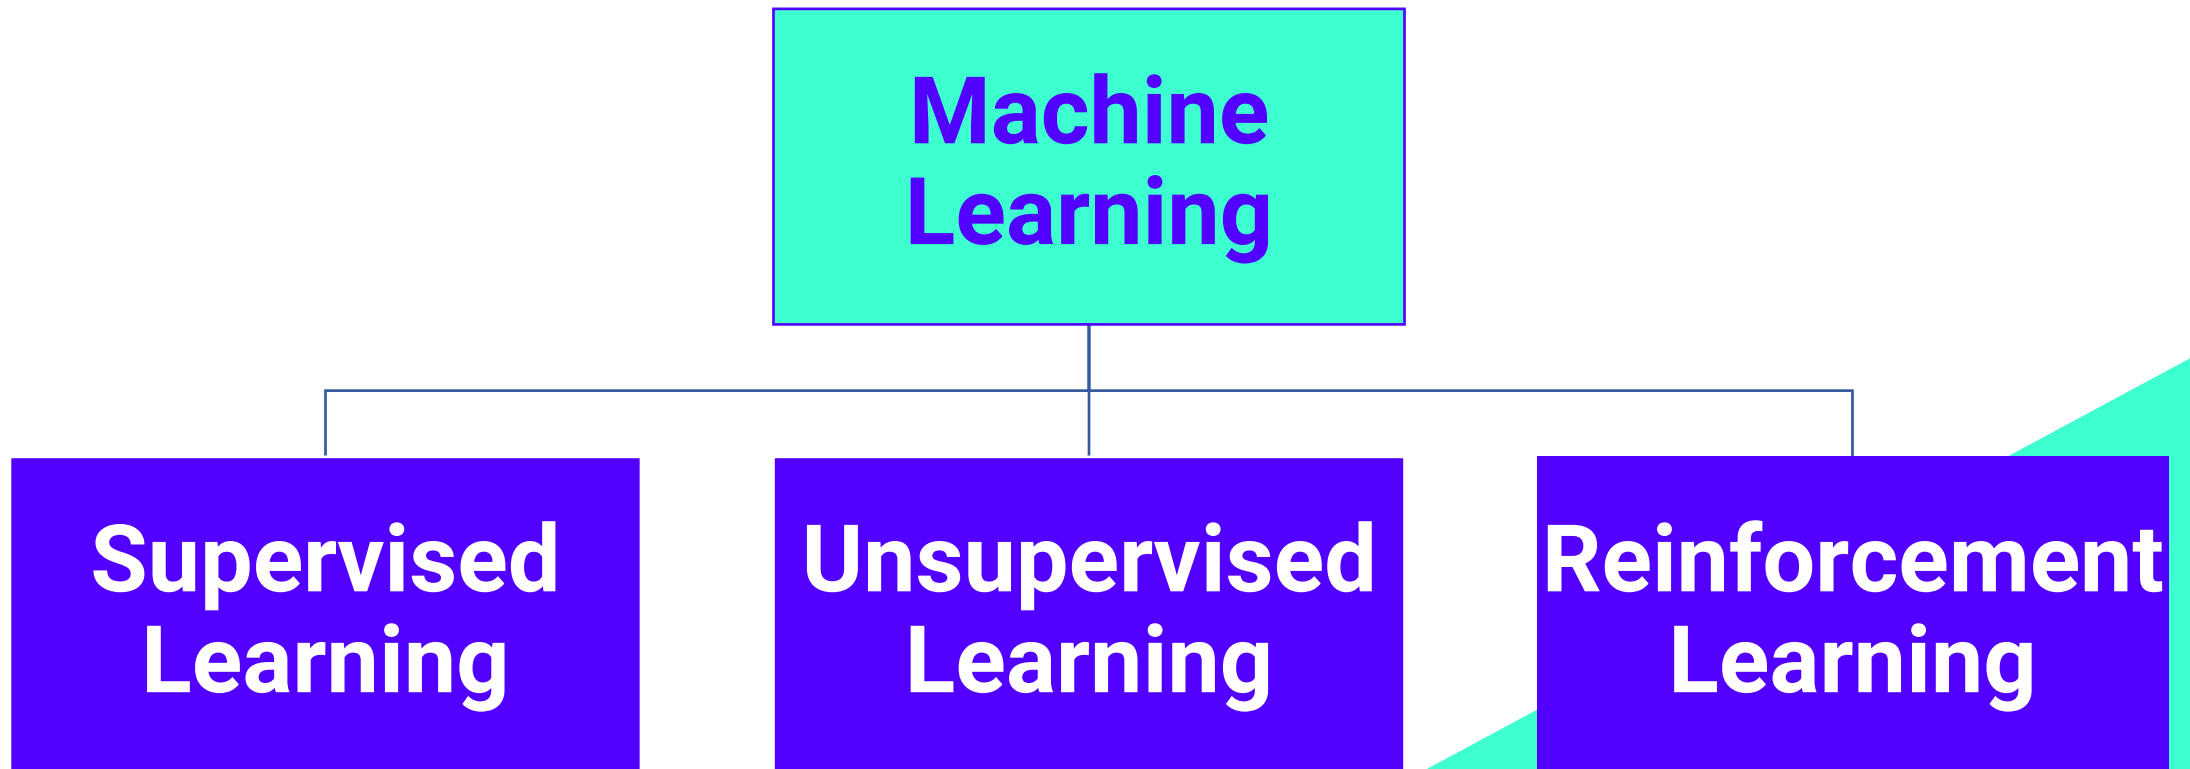 Machine
Learning
Supervised
Learning
Unsupervised
Learning
Reinforcement
Learning